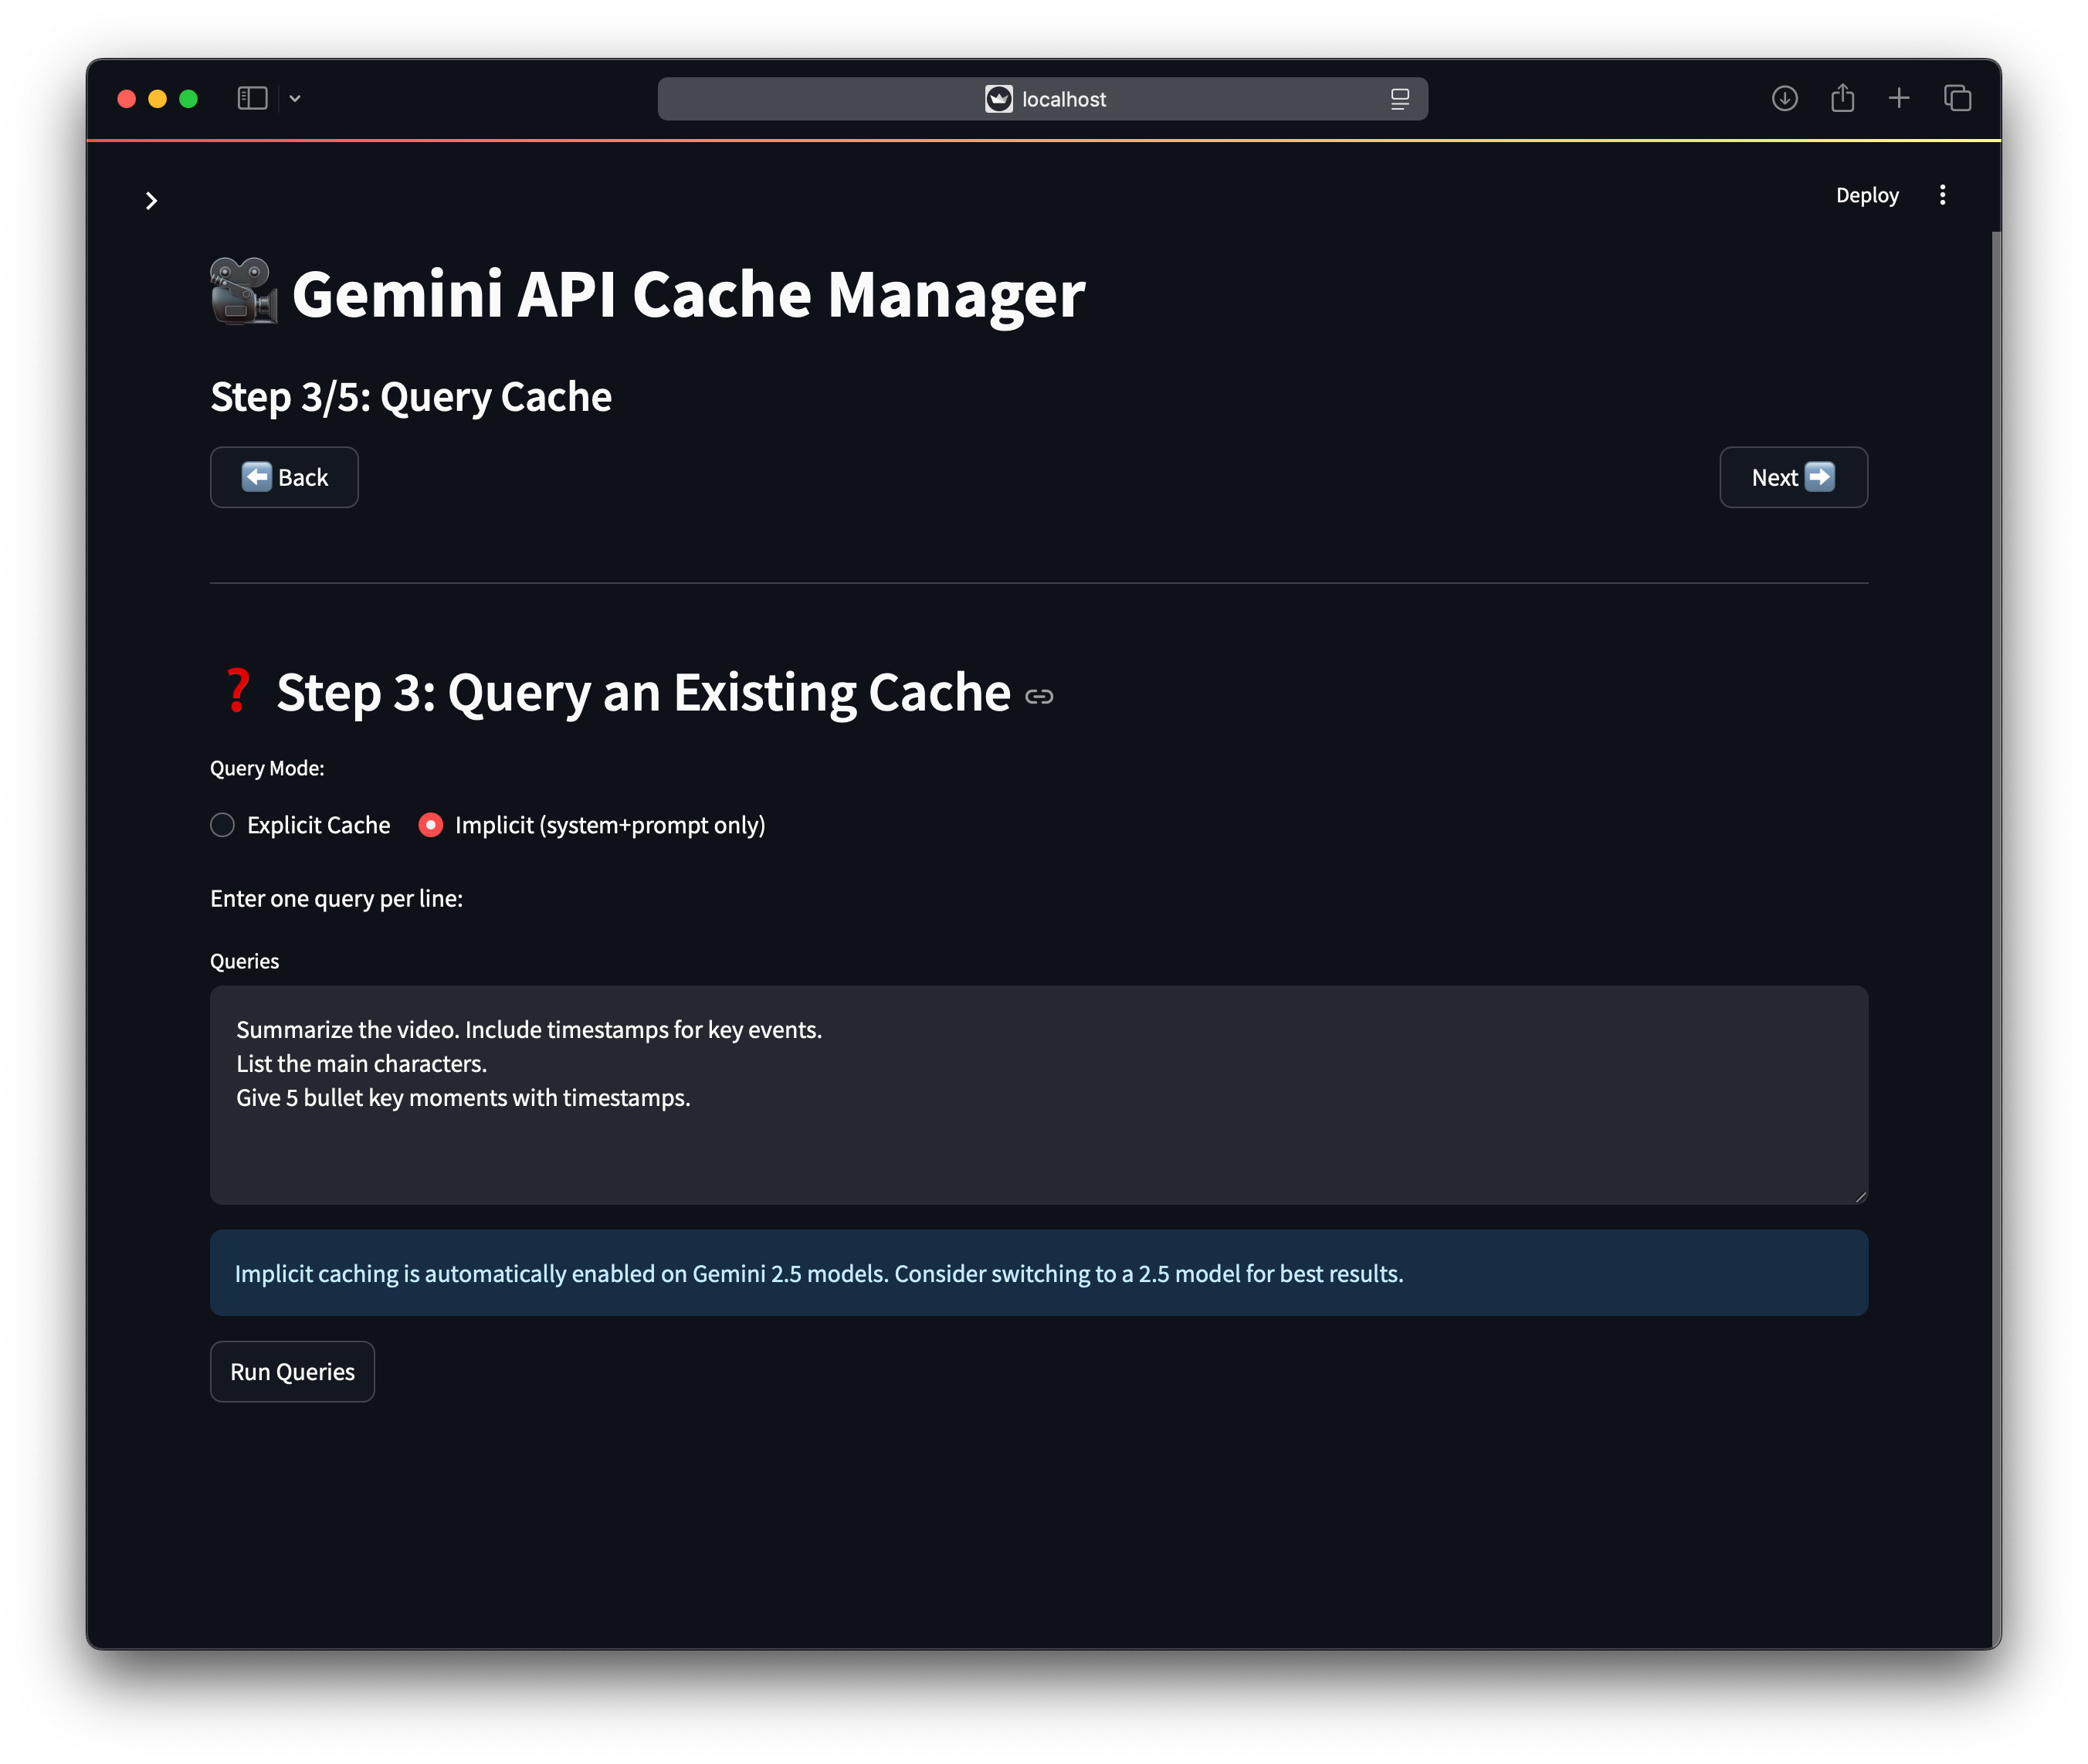 localhost
Deploy
Gemini API Cache Manager
Step 3/5: Query Cache
Back
Next
Step 3: Query an Existing Cache
Query Mode:
Explicit Cache
Implicit (system+prompt only)
Enter one query per line:
Queries
Summarize the video. Include timestamps for key events.
List the main characters.
Give 5 bullet key moments with timestamps.
Implicit caching is automatically enabled on Gemini 2.5 models. Consider switching to a 2.5 model for best results.
Run Queries